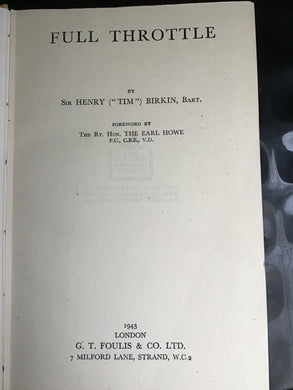 FULL THROTTLE
BY
SIR HENRY ("TIM") BIRKIN, BART.
FOREWORD BY
THE RT. HON. THE EARL HOWE
P.C., C.B.E., V.D.
1943
LONDON
G. T. FOULIS & CO. LTD.
7 MILFORD LANE, STRAND, W.C.2